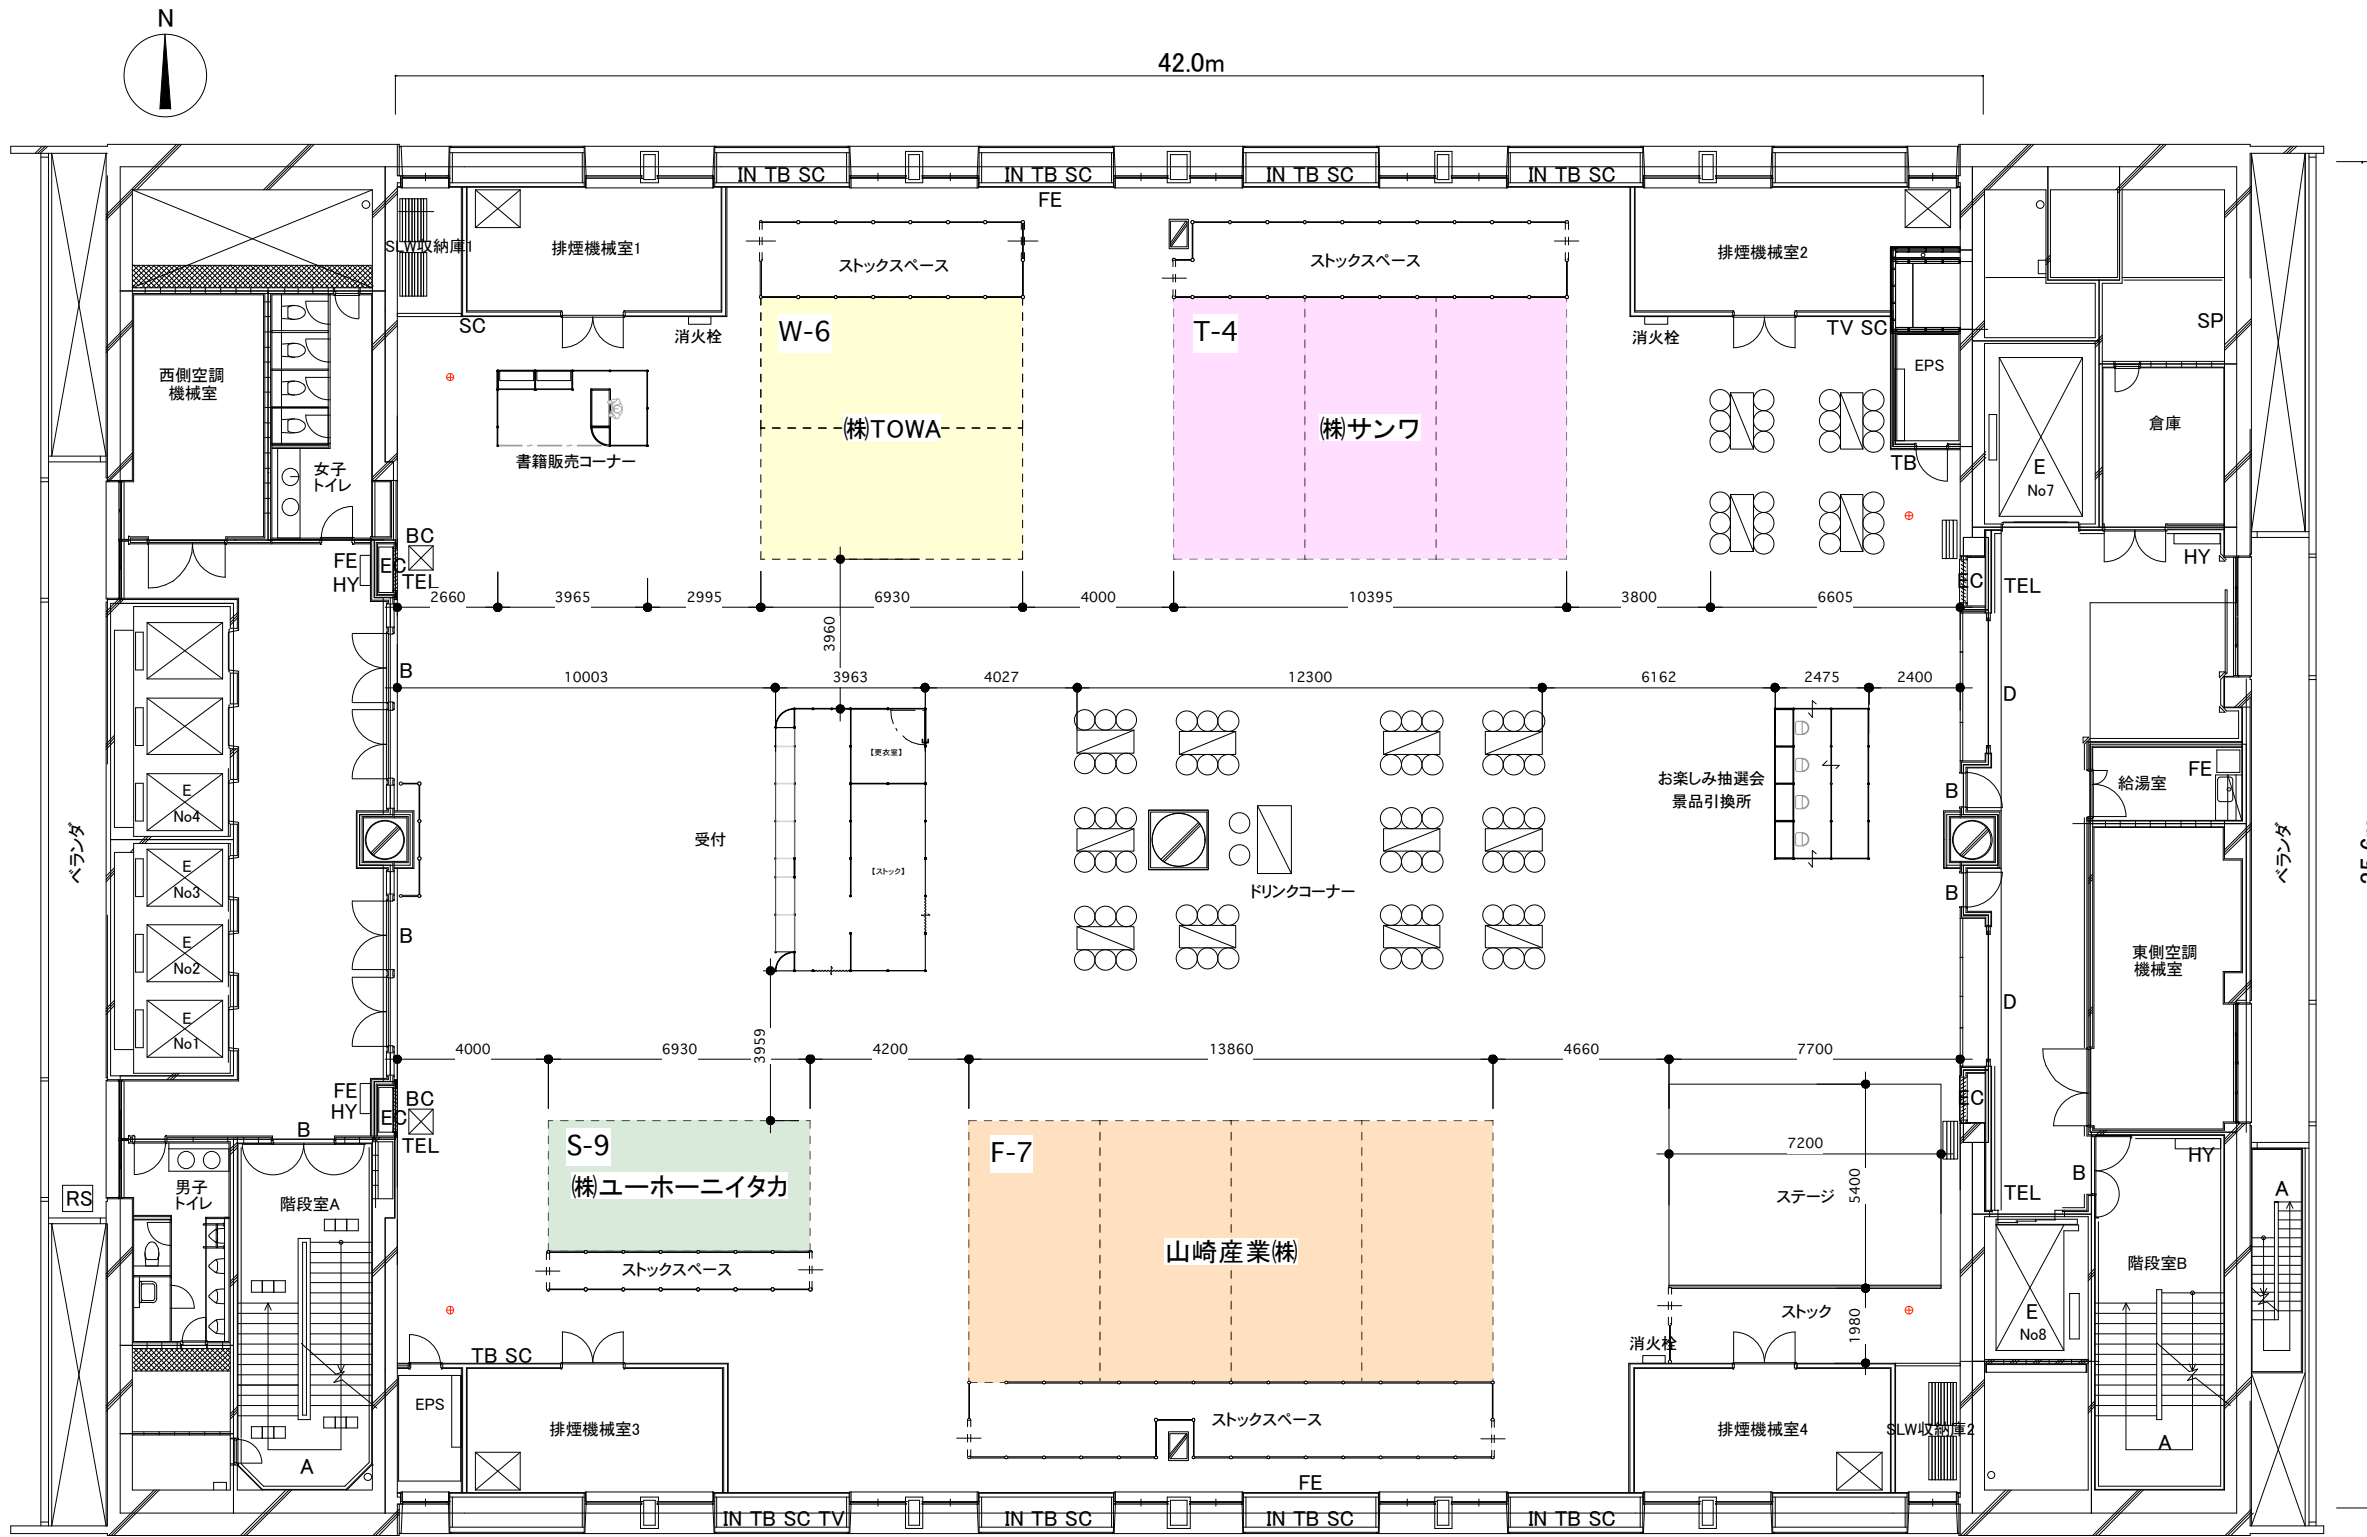 N
42.0m
IN TB SC
IN TB SC
IN TB SC
IN TB SC
FE
SLW収納庫1
排煙機械室1
ストックスペース
ストックスペース
排煙機械室2
SC
消火栓
W-6
T-4
消火栓
TV SC
SP
EPS
西側空調
機械室
㈱TOWA
㈱サンワ
倉庫
書籍販売コーナー
女子
トイレ
TB
E
No7
BC
FE
EC
HY
TEL
HY
EC
TEL
2660
3965
2995
6930
4000
10395
3800
6605
3960
B
10003
3963
4027
12300
6162
2475
2400
D
【更衣室】
お楽しみ抽選会
景品引換所
FE
給湯室
B
E
No4
受付
ベランダ
ベランダ
【ストック】
ドリンクコーナー
B
E
No3
B
E
No2
東側空調
機械室
D
E
No1
3959
4000
6930
4200
13860
4660
7700
FE
HY
BC
EC
TEL
EC
B
S-9
F-7
7200
HY
B
㈱ユーホーニイタカ
男子
トイレ
RS
階段室A
ステージ
5400
TEL
A
山崎産業㈱
ストックスペース
階段室B
ストック
E
No8
1980
消火栓
TB SC
EPS
排煙機械室3
ストックスペース
排煙機械室4
SLW収納庫2
A
A
FE
IN TB SC TV
IN TB SC
IN TB SC
IN TB SC